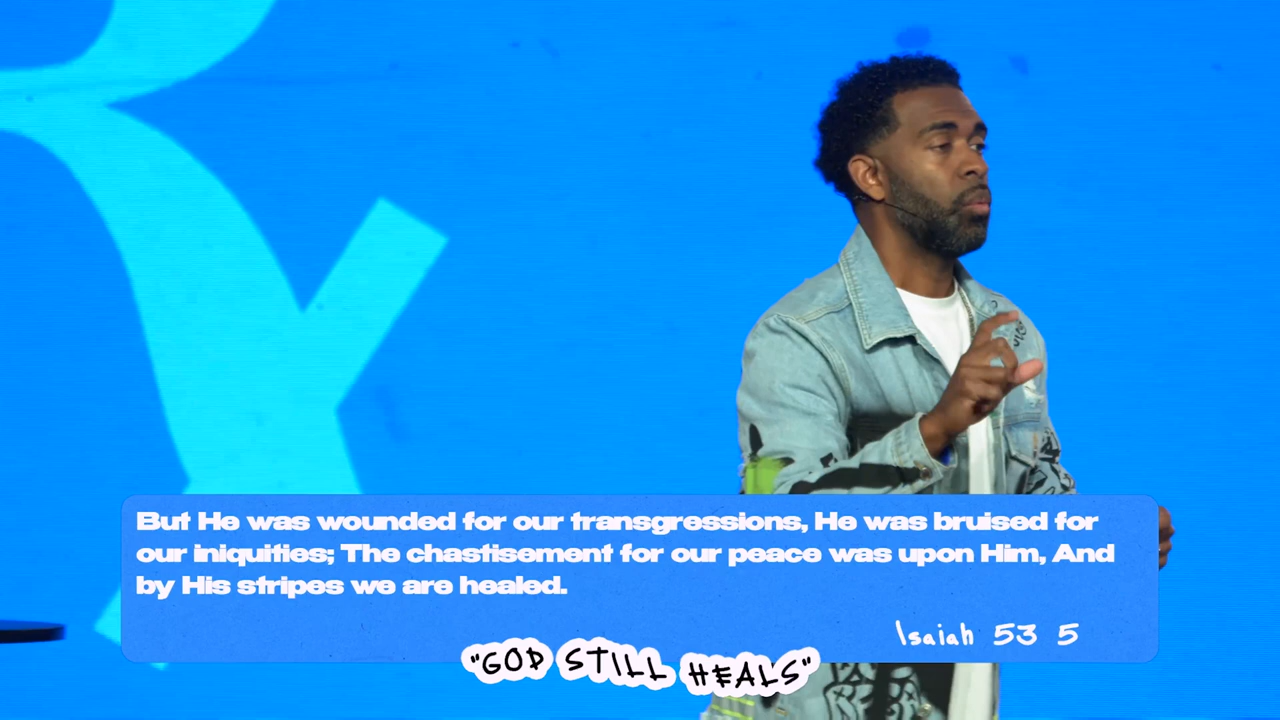 But He was wounded for our transgressions, He was bruised for
our iniquities; The chastisement for our peace was upon Him, And
by His stripes we are healed.
Isaiah 53 5
"GOD STILL HEALS"